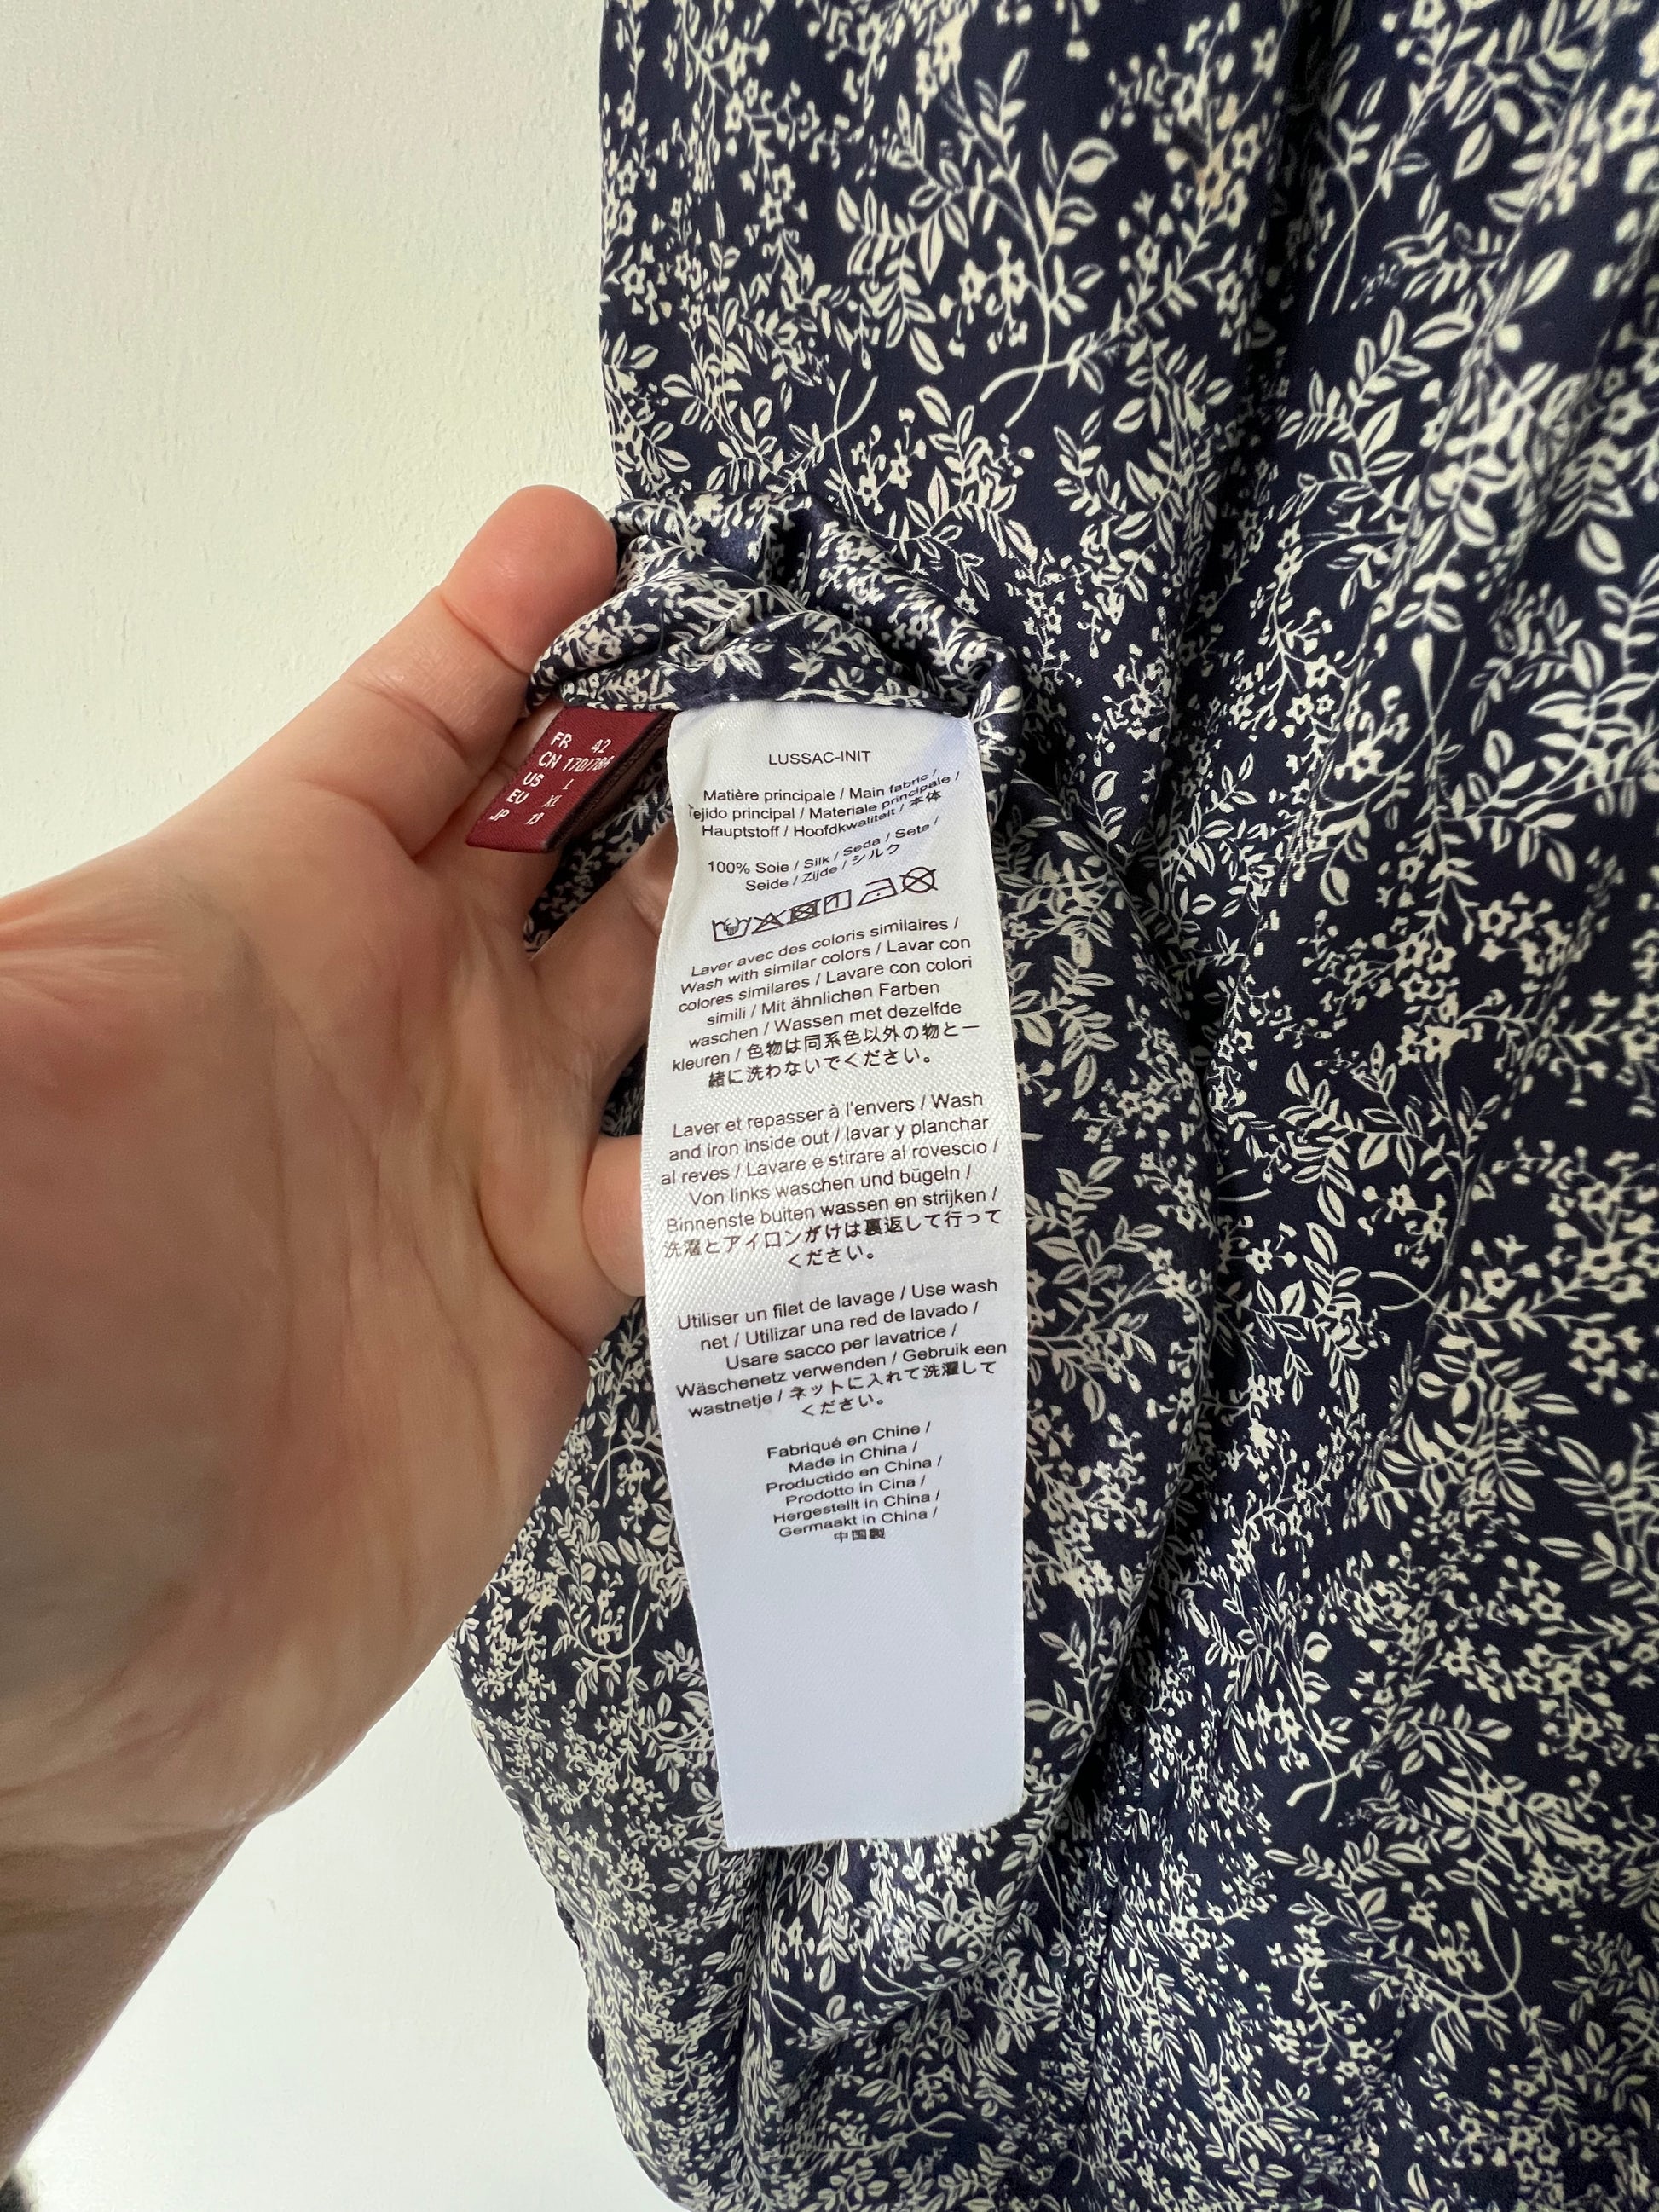 FR 42
CN 170/78A
US L
EU XL
JP 13
LUSSAC-INIT
Matière principale / Main fabric /
Tejido principal / Materiale principale /
Hauptstoff / Hoofdkwaliteit / 本体
100% Soie / Silk / Seda / Seta /
Seide / Zijde / シルク
Laver avec des coloris similaires /
Wash with similar colors / Lavar con
colores similares / Lavare con colori
simili / Mit ähnlichen Farben
waschen / Wassen met dezelfde
kleuren / 色物は同系色以外の物と一
緒に洗わないでください。
Laver et repasser à l'envers / Wash
and iron inside out / lavar y planchar
al reves / Lavare e stirare al rovescio /
Von links waschen und bügeln /
Binnenste buiten wassen en strijken /
洗濯とアイロンがけは裏返して行って
ください。
Utiliser un filet de lavage / Use wash
net / Utilizar una red de lavado /
Usare sacco per lavatrice /
Wäschenetz verwenden / Gebruik een
wastnetje / ネットに入れて洗濯して
ください。
Fabriqué en Chine /
Made in China /
Productido en China /
Prodotto in Cina /
Hergestellt in China /
Germaakt in China /
中国製